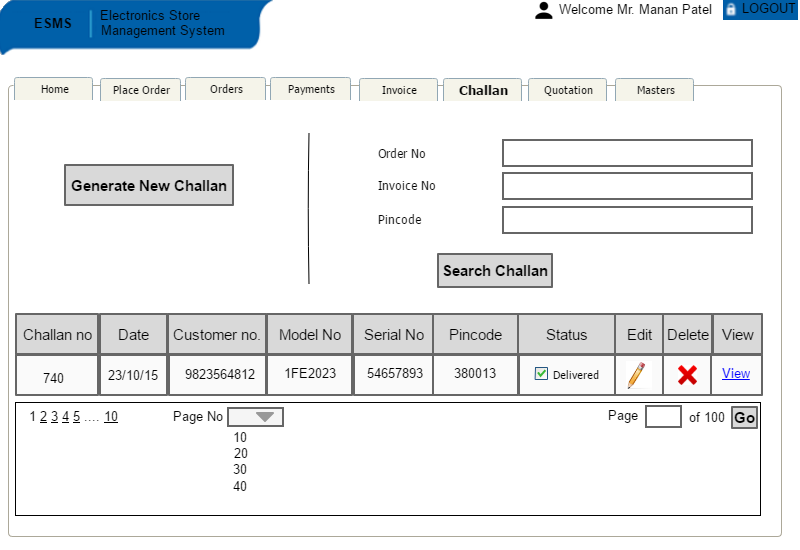 ESMS
Electronics Store
Management System
Welcome Mr. Manan Patel
LOGOUT
Home Place Order Orders Payments Invoice Challan Quotation Masters
Generate New Challan
Order No
Invoice No
Pincode
Search Challan
Challan no Date Customer no. Model No Serial No Pincode Status Edit Delete View
740 23/10/15 9823564812 1FE2023 54657893 380013 Delivered View
1 2 3 4 5 .... 10 Page No Page of 100 Go
10
20
30
40